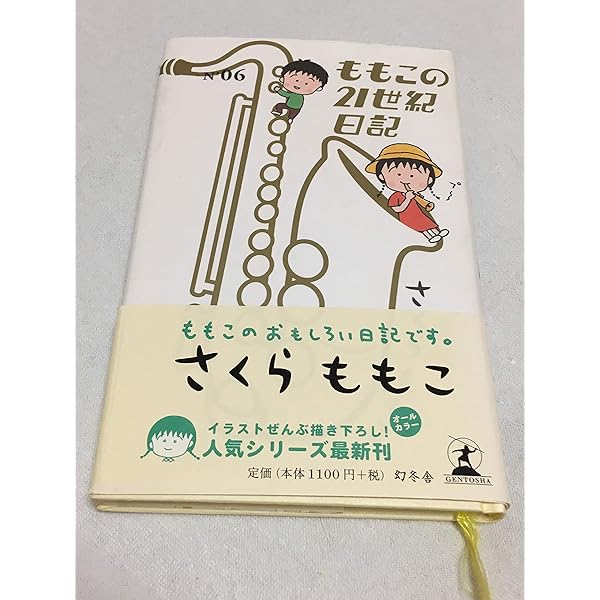 N°06
ももこの
21世紀
日記
プ〜
さ
ももこのおもしろい日記です。
さくらももこ
イラストぜんぶ描き下ろし!
オール
カラー
人気シリーズ最新刊
定価(本体1100円+税) 幻冬舎
GENTOSHA